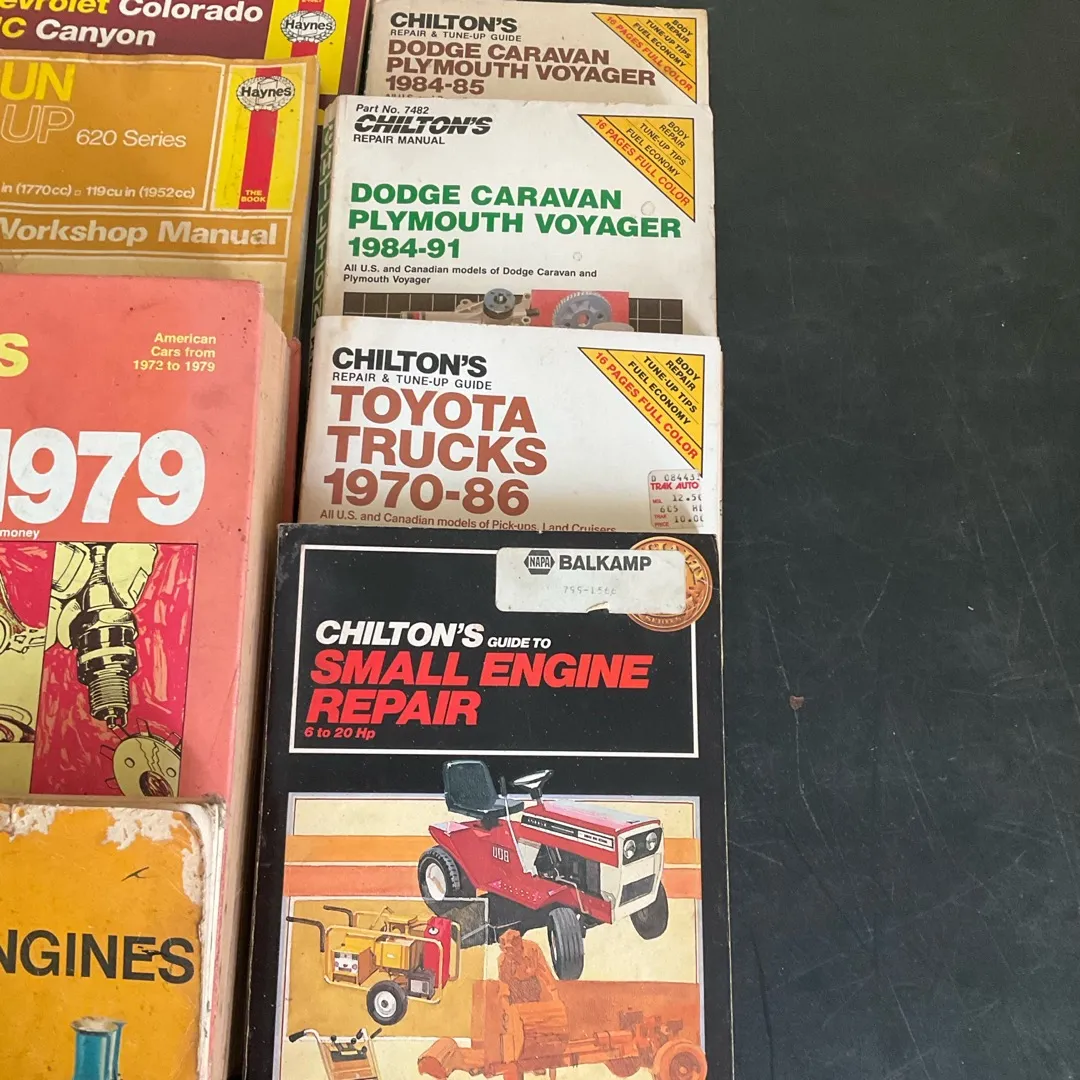 evrolet Colorado
C Canyon
Haynes
UN
UP 620 Series
in (1770cc) □ 119cu in (1952cc)
Haynes
THE
BOOK
Workshop Manual
S
American
Cars from
1972 to 1979
1979
money
NGINES
CHILTON'S
REPAIR & TUNE-UP GUIDE
DODGE CARAVAN
PLYMOUTH VOYAGER
1984-85
BODY
REPAIR
TUNE-UP TIPS
FUEL ECONOMY
16 PAGES FULL COLOR
Part No. 7482
CHILTON'S
REPAIR MANUAL
DODGE CARAVAN
PLYMOUTH VOYAGER
1984-91
All U.S. and Canadian models of Dodge Caravan and
Plymouth Voyager
BODY
REPAIR
TUNE-UP TIPS
FUEL ECONOMY
16 PAGES FULL COLOR
CHILTON'S
REPAIR & TUNE-UP GUIDE
TOYOTA
TRUCKS
1970-86
All U.S. and Canadian models of Pick-ups, Land Cruisers
BODY
REPAIR
TUNE-UP TIPS
FUEL ECONOMY
16 PAGES FULL COLOR
TRAK AUTO
PRICE
NAPA BALKAMP
CHILTON'S GUIDE TO
SMALL ENGINE
REPAIR
6 to 20 Hp